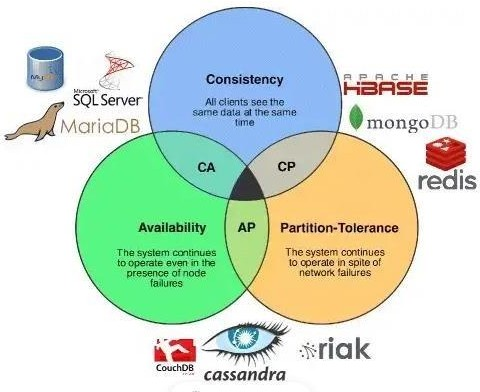 Consistency
All clients see the
same data at the same
time
MySQL
Microsoft
SQL Server
MariaDB
APACHE
HBASE
mongoDB
redis
CA
CP
AP
Availability
The system continues
to operate even in the
presence of node
failures
Partition-Tolerance
The system continues
to operate in spite of
network failures
CouchDB
cassandra
riak